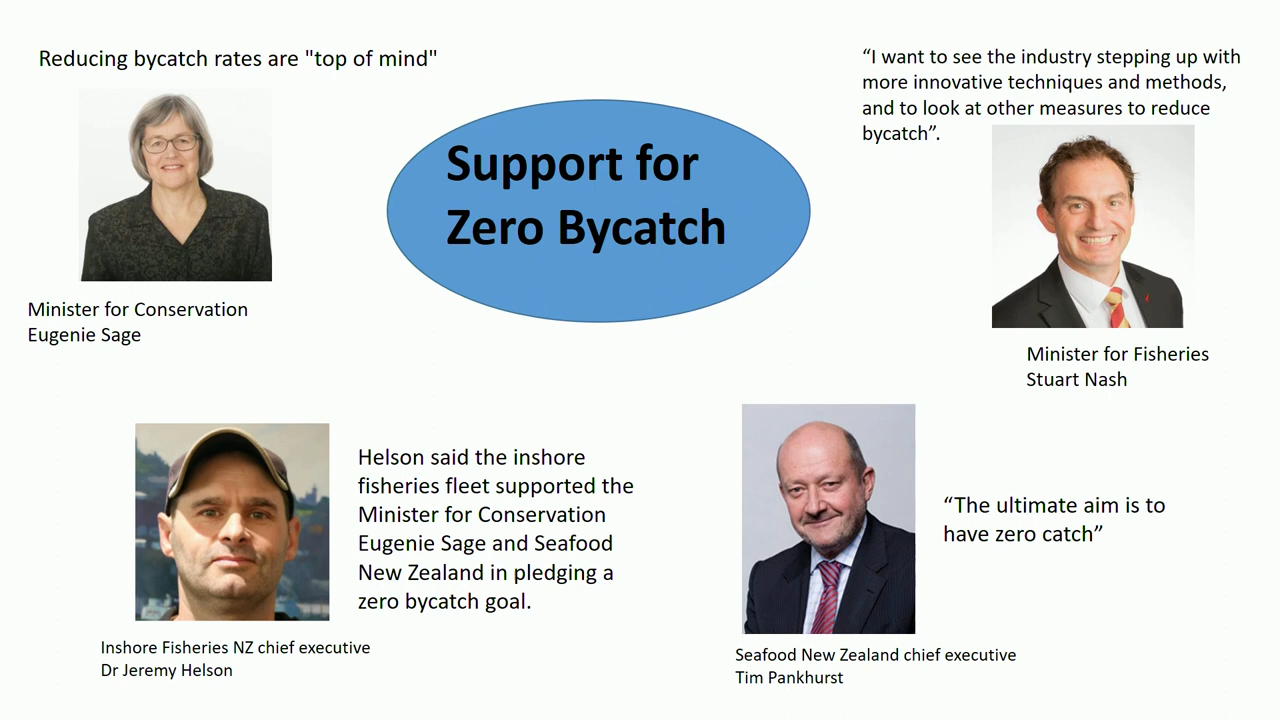 Reducing bycatch rates are "top of mind"
“I want to see the industry stepping up with
more innovative techniques and methods,
and to look at other measures to reduce
bycatch”.
Support for
Zero Bycatch
Minister for Conservation
Eugenie Sage
Minister for Fisheries
Stuart Nash
Helson said the inshore
fisheries fleet supported the
Minister for Conservation
Eugenie Sage and Seafood
New Zealand in pledging a
zero bycatch goal.
“The ultimate aim is to
have zero catch”
Inshore Fisheries NZ chief executive
Dr Jeremy Helson
Seafood New Zealand chief executive
Tim Pankhurst